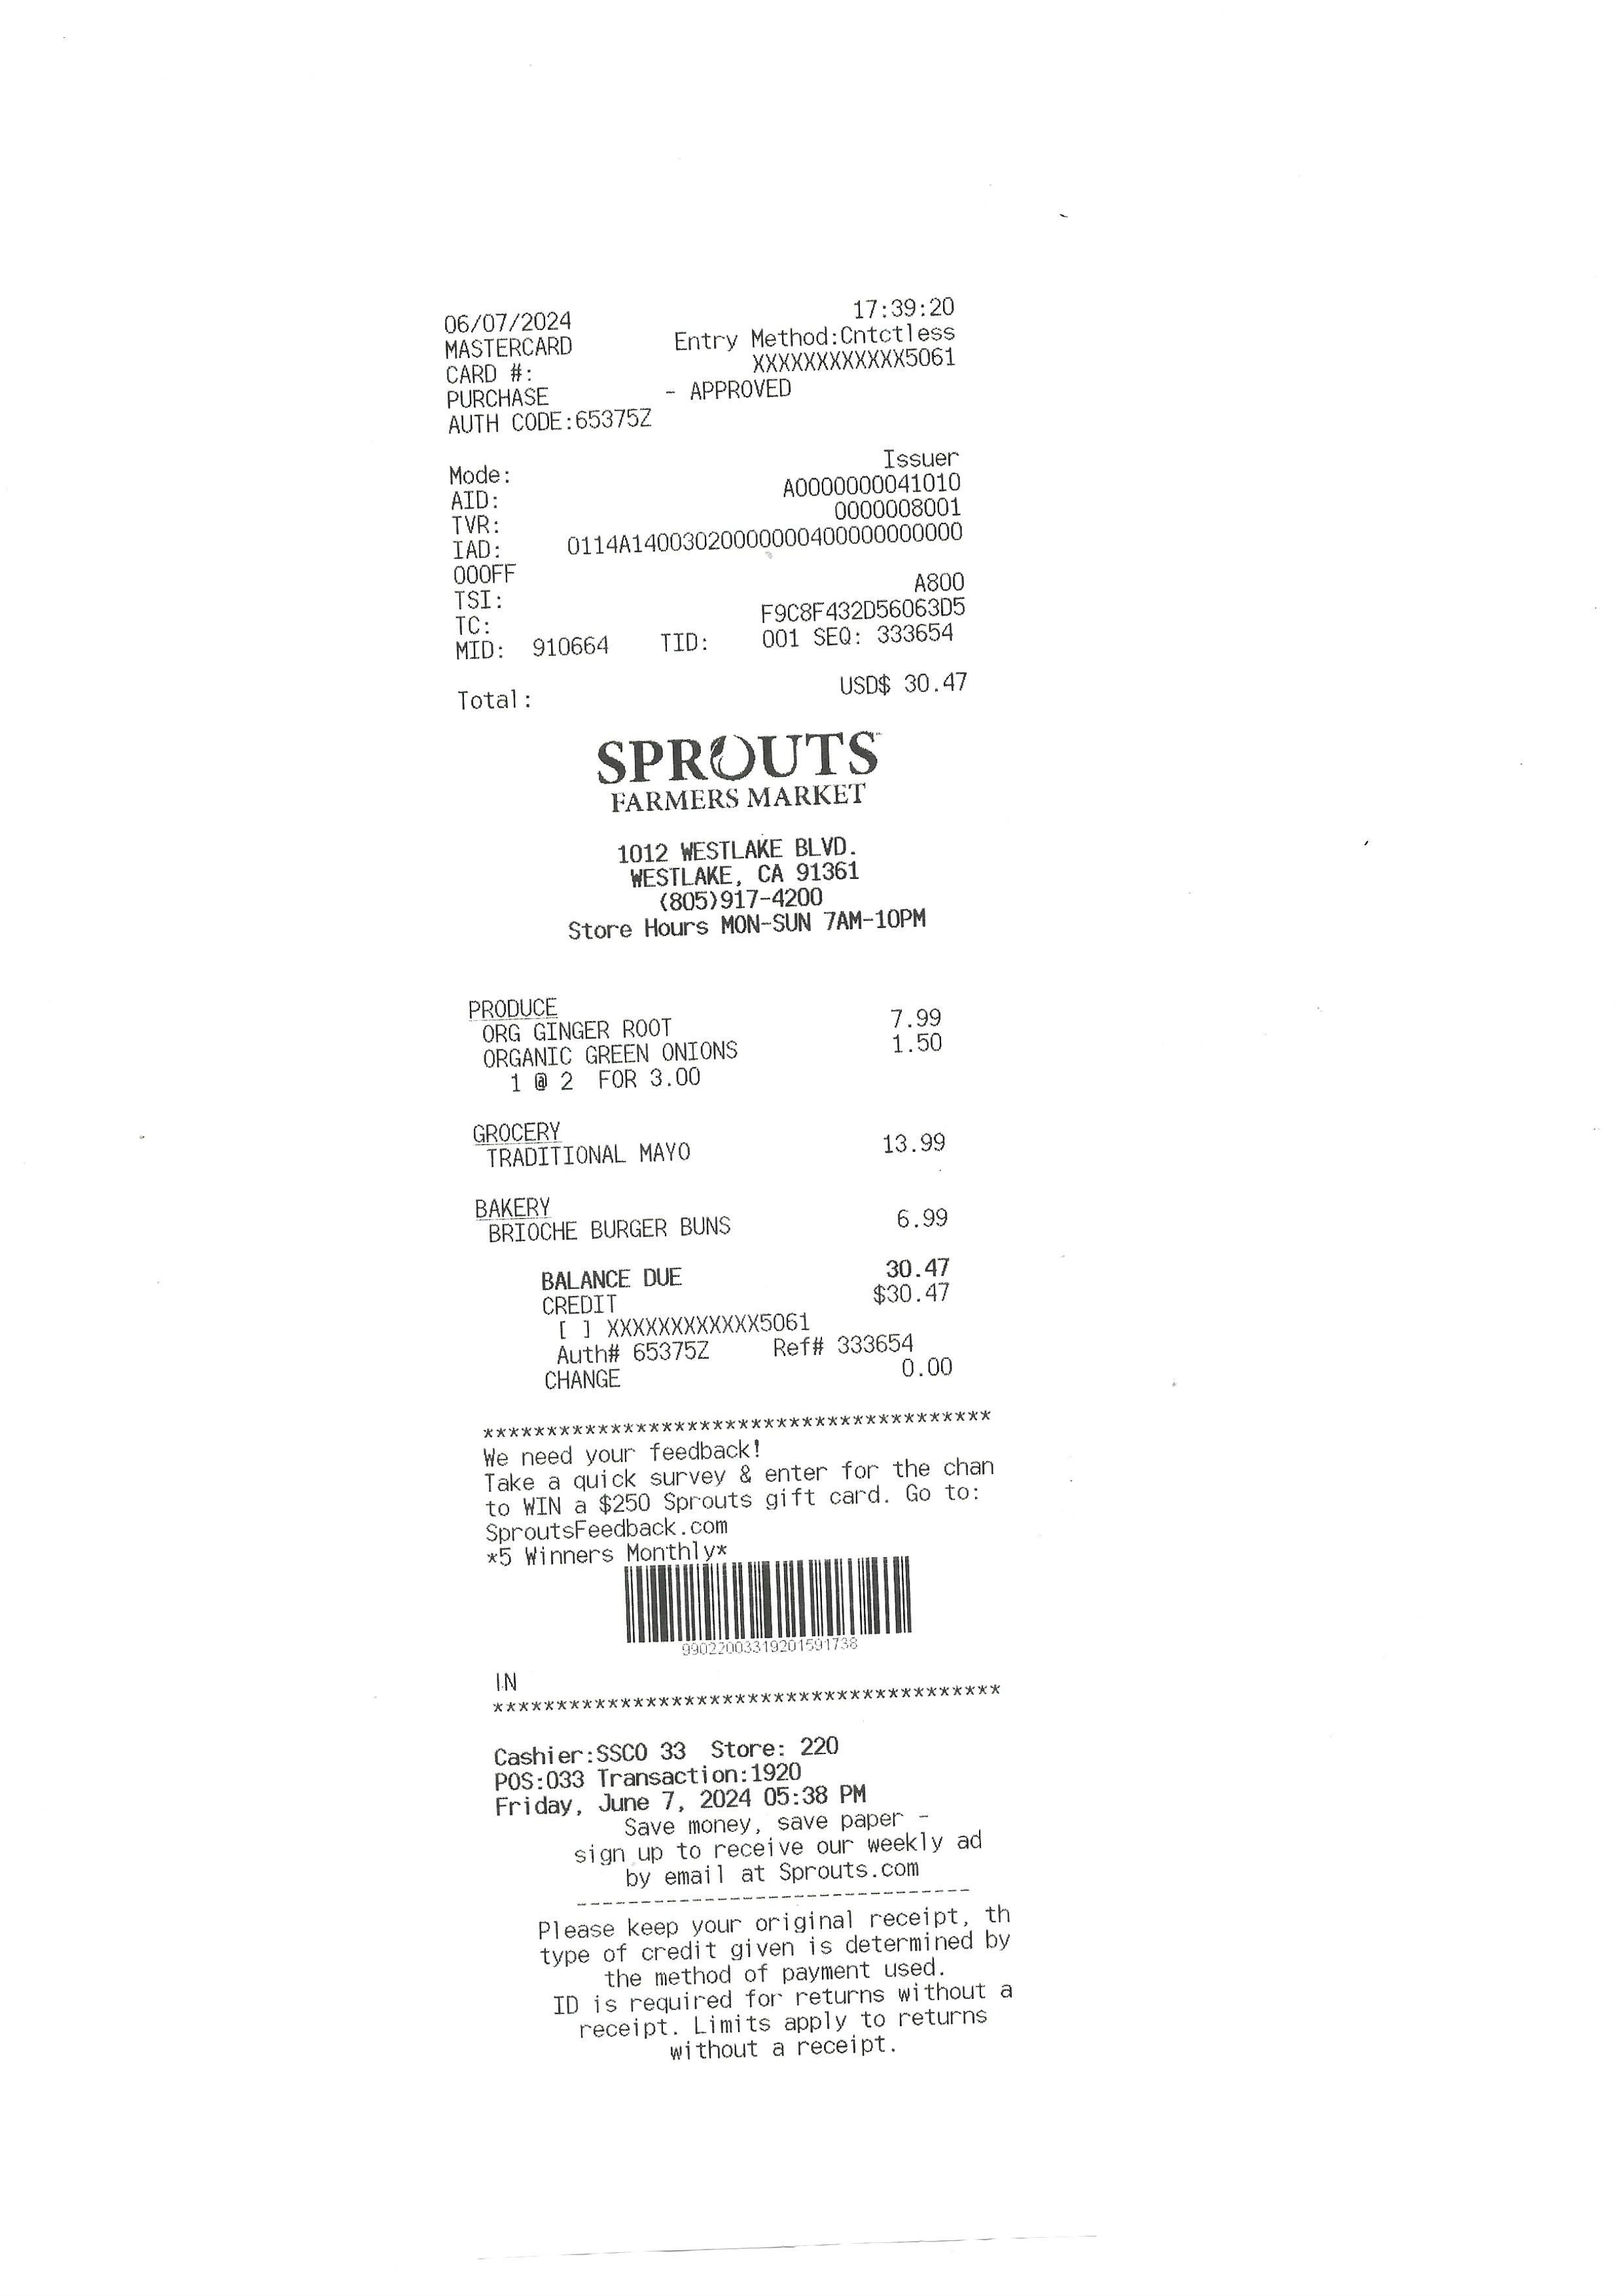 06/07/2024 17:39:20
MASTERCARD Entry Method:Cntctless
CARD #: XXXXXXXXXXXX5061
PURCHASE - APPROVED
AUTH CODE:65375Z
Mode: Issuer
AID: A0000000041010
TVR: 0000008001
IAD: 0114A14003020000000400000000000
000FF
TSI: A800
TC: F9C8F432D56063D5
MID: 910664 TID: 001 SEQ: 333654
Total: USD$ 30.47
SPROUTS
FARMERS MARKET
1012 WESTLAKE BLVD.
WESTLAKE, CA 91361
(805)917-4200
Store Hours MON-SUN 7AM-10PM
PRODUCE
ORG GINGER ROOT 7.99
ORGANIC GREEN ONIONS 1.50
1 @ 2 FOR 3.00
GROCERY
TRADITIONAL MAYO 13.99
BAKERY
BRIOCHE BURGER BUNS 6.99
BALANCE DUE 30.47
CREDIT $30.47
[ ] XXXXXXXXXXXX5061
Auth# 65375Z Ref# 333654
CHANGE 0.00
****************************************
We need your feedback!
Take a quick survey & enter for the chan
to WIN a $250 Sprouts gift card. Go to:
SproutsFeedback.com
*5 Winners Monthly*
99022003319201591738
IN
****************************************
Cashier:SSCO 33 Store: 220
POS:033 Transaction:1920
Friday, June 7, 2024 05:38 PM
Save money, save paper -
sign up to receive our weekly ad
by email at Sprouts.com
-------------------------------
Please keep your original receipt, th
type of credit given is determined by
the method of payment used.
ID is required for returns without a
receipt. Limits apply to returns
without a receipt.